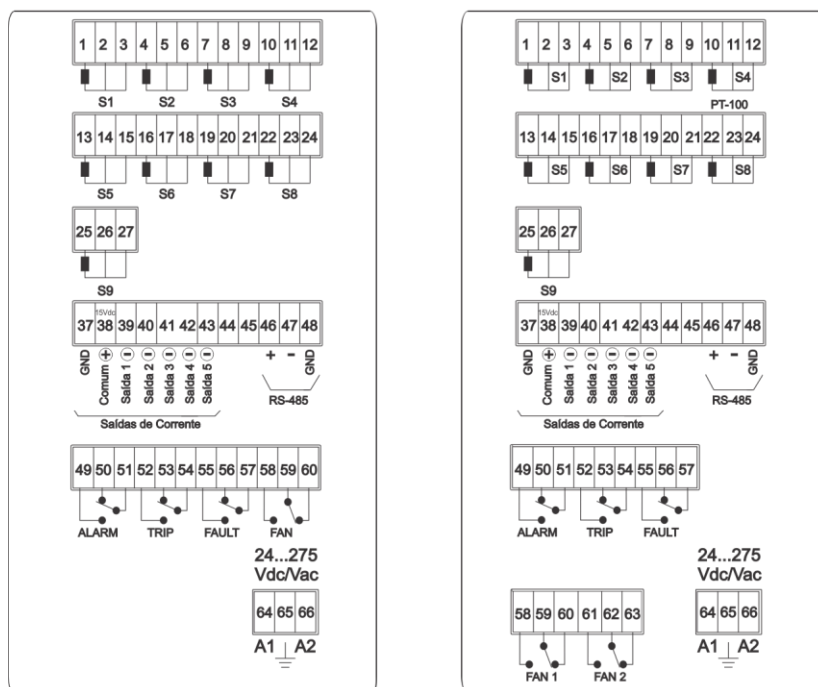 1 2 3 4 5 6 7 8 9 10 11 12
S1 S2 S3 S4
13 14 15 16 17 18 19 20 21 22 23 24
S5 S6 S7 S8
25 26 27
S9
15Vdc
37 38 39 40 41 42 43 44 45 46 47 48
GND Comum + Saída 1 - Saída 2 - Saída 3 - Saída 4 - Saída 5 - + - GND
RS-485
Saídas de Corrente
49 50 51 52 53 54 55 56 57 58 59 60
ALARM TRIP FAULT FAN
24...275
Vdc/Vac
64 65 66
A1 A2
1 2 3 4 5 6 7 8 9 10 11 12
S1 S2 S3 S4
PT-100
13 14 15 16 17 18 19 20 21 22 23 24
S5 S6 S7 S8
25 26 27
S9
15Vdc
37 38 39 40 41 42 43 44 45 46 47 48
GND Comum + Saída 1 - Saída 2 - Saída 3 - Saída 4 - Saída 5 - + - GND
RS-485
Saídas de Corrente
49 50 51 52 53 54 55 56 57
ALARM TRIP FAULT
24...275
Vdc/Vac
58 59 60 61 62 63
FAN 1 FAN 2
64 65 66
A1 A2